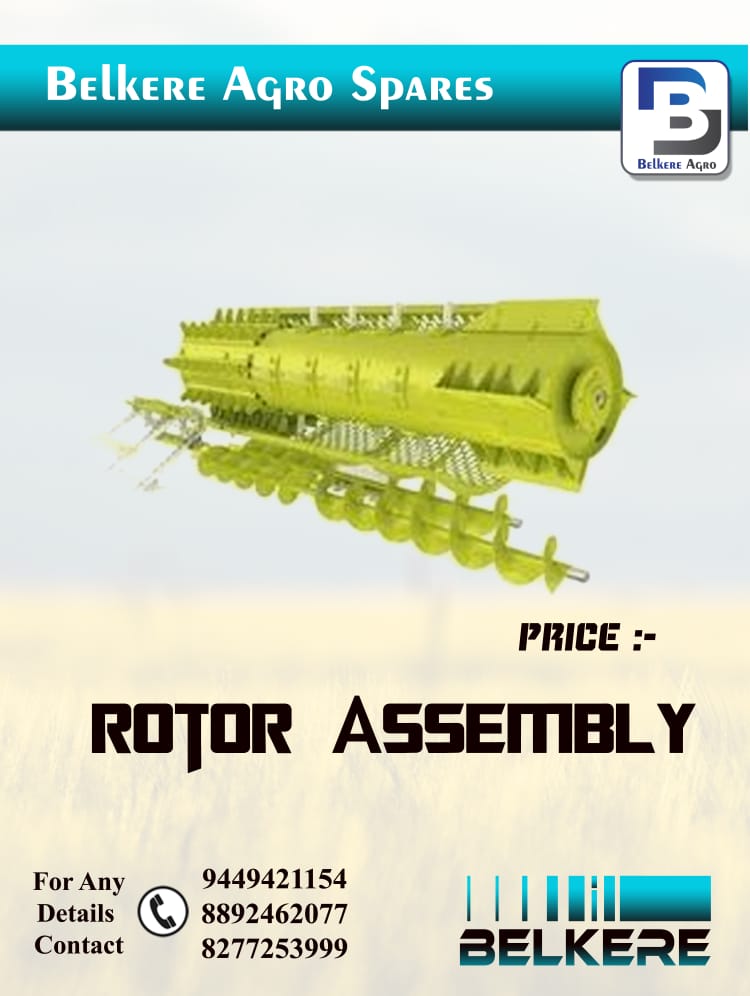 Belkere Agro Spares
B
Belkere Agro
PRICE :-
ROTOR ASSEMBLY
For Any
Details
Contact
9449421154
8892462077
8277253999
BELKERE